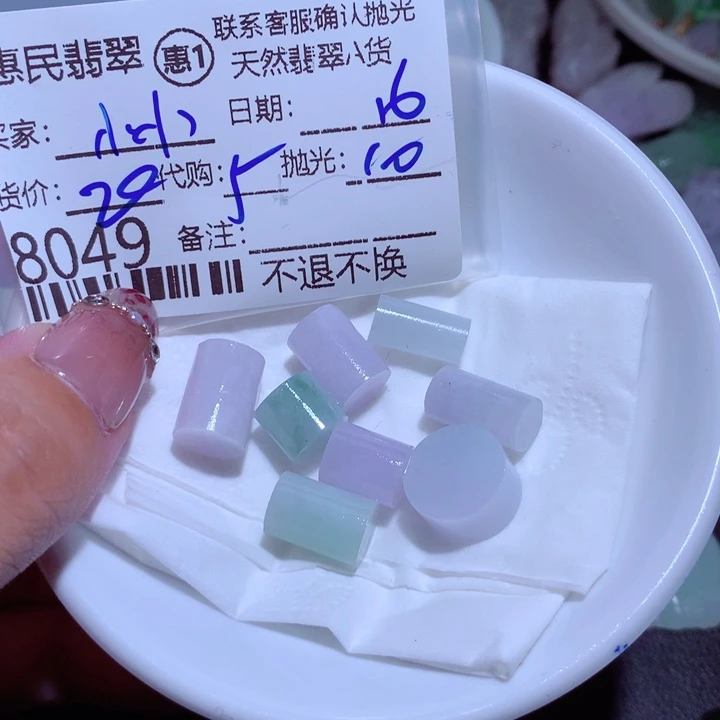 联系客服确认抛光
惠民翡翠 惠1 天然翡翠A货
买家: 日期: 16
货价: 20 代购: 5 抛光: 10
8049 备注:
不退不换